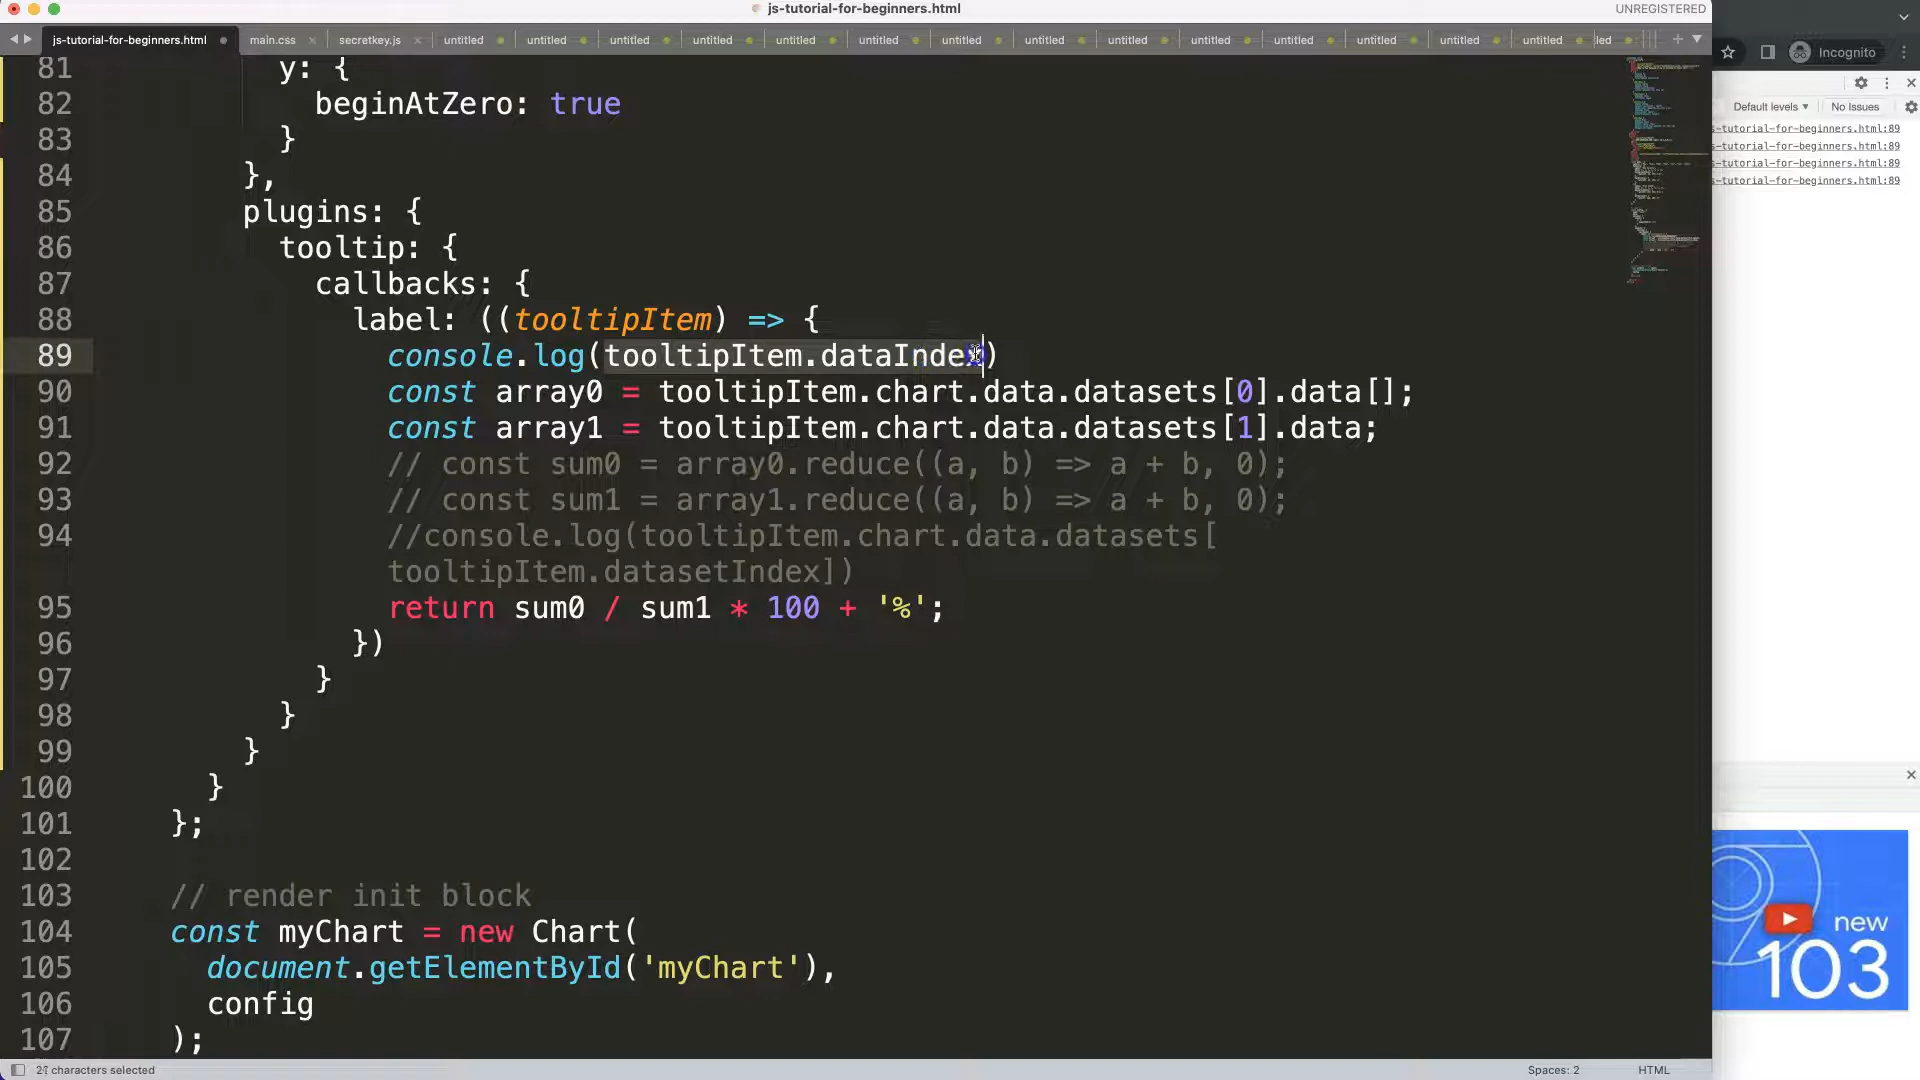 js-tutorial-for-beginners.html
UNREGISTERED
js-tutorial-for-beginners.html
main.css
secretkey.js
untitled
untitled
untitled
untitled
untitled
untitled
untitled
untitled
untitled
untitled
untitled
untitled
untitled
untitled
led
Incognito
Default levels
No Issues
s-tutorial-for-beginners.html:89
s-tutorial-for-beginners.html:89
s-tutorial-for-beginners.html:89
s-tutorial-for-beginners.html:89
81 y: {
82 beginAtZero: true
83 }
84 },
85 plugins: {
86 tooltip: {
87 callbacks: {
88 label: ((tooltipItem) => {
89 console.log(tooltipItem.dataIndex)
90 const array0 = tooltipItem.chart.data.datasets[0].data[];
91 const array1 = tooltipItem.chart.data.datasets[1].data;
92 // const sum0 = array0.reduce((a, b) => a + b, 0);
93 // const sum1 = array1.reduce((a, b) => a + b, 0);
94 //console.log(tooltipItem.chart.data.datasets[
tooltipItem.datasetIndex])
95 return sum0 / sum1 * 100 + '%';
96 })
97 }
98 }
99 }
100 }
101 };
102
103 // render init block
104 const myChart = new Chart(
105 document.getElementById('myChart'),
106 config
107 );
new
103
characters selected
Spaces: 2
HTML